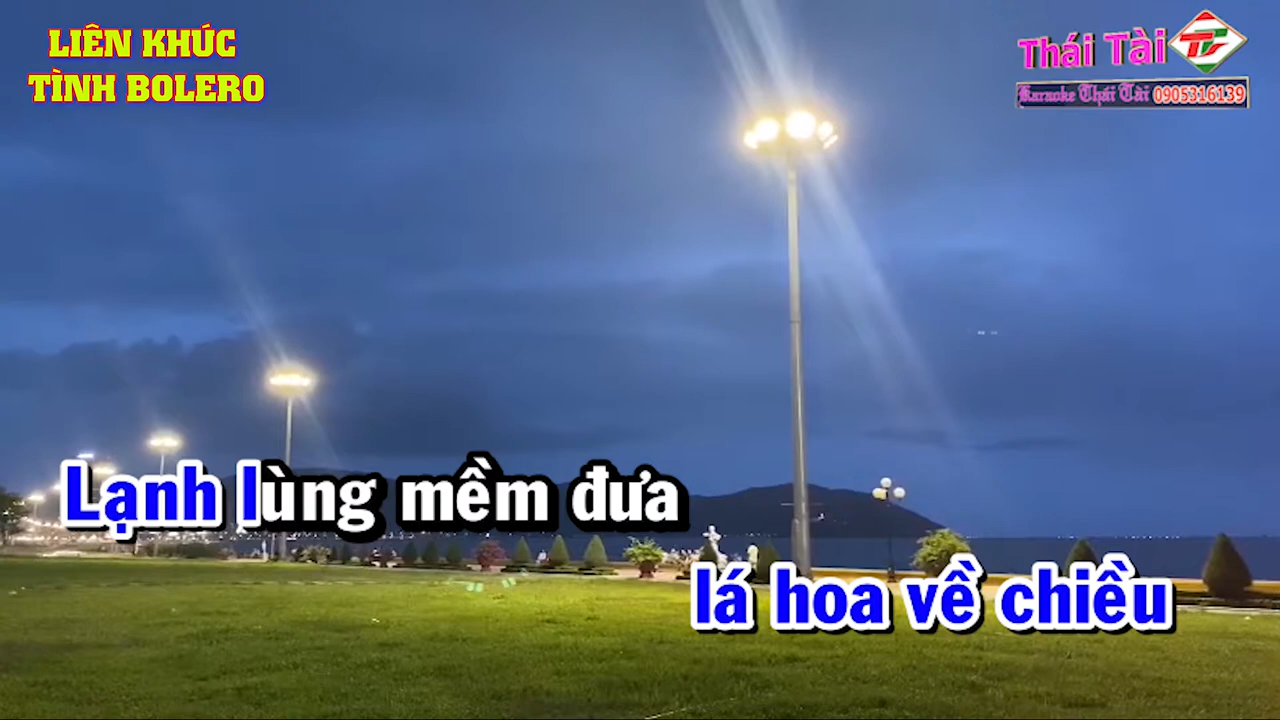 LIÊN KHÚC
TÌNH BOLERO
Thái Tài
Karaoke Thái Tài 0905316139
Lạnh lùng mềm đưa
lá hoa về chiều